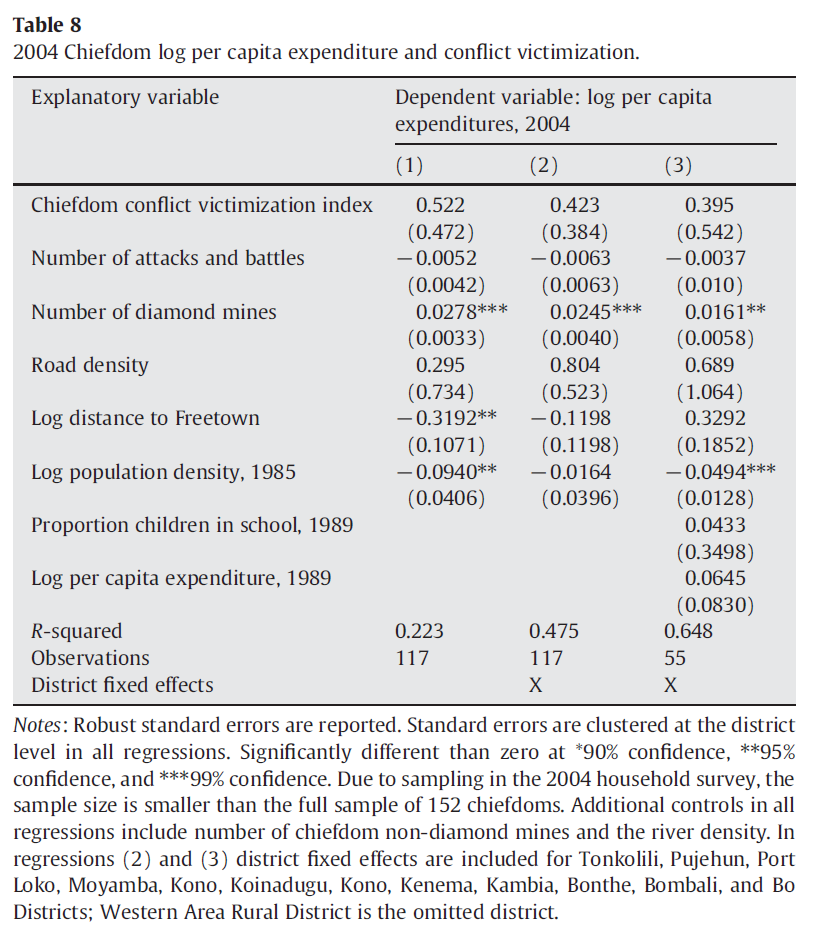 Table 8
2004 Chiefdom log per capita expenditure and conflict victimization.
Explanatory variable Dependent variable: log per capita
expenditures, 2004
(1) (2) (3)
Chiefdom conflict victimization index 0.522 0.423 0.395
(0.472) (0.384) (0.542)
Number of attacks and battles −0.0052 −0.0063 −0.0037
(0.0042) (0.0063) (0.010)
Number of diamond mines 0.0278*** 0.0245*** 0.0161**
(0.0033) (0.0040) (0.0058)
Road density 0.295 0.804 0.689
(0.734) (0.523) (1.064)
Log distance to Freetown −0.3192** −0.1198 0.3292
(0.1071) (0.1198) (0.1852)
Log population density, 1985 −0.0940** −0.0164 −0.0494***
(0.0406) (0.0396) (0.0128)
Proportion children in school, 1989 0.0433
(0.3498)
Log per capita expenditure, 1989 0.0645
(0.0830)
R-squared 0.223 0.475 0.648
Observations 117 117 55
District fixed effects X X
Notes: Robust standard errors are reported. Standard errors are clustered at the district
level in all regressions. Significantly different than zero at *90% confidence, **95%
confidence, and ***99% confidence. Due to sampling in the 2004 household survey, the
sample size is smaller than the full sample of 152 chiefdoms. Additional controls in all
regressions include number of chiefdom non-diamond mines and the river density. In
regressions (2) and (3) district fixed effects are included for Tonkolili, Pujehun, Port
Loko, Moyamba, Kono, Koinadugu, Kono, Kenema, Kambia, Bonthe, Bombali, and Bo
Districts; Western Area Rural District is the omitted district.